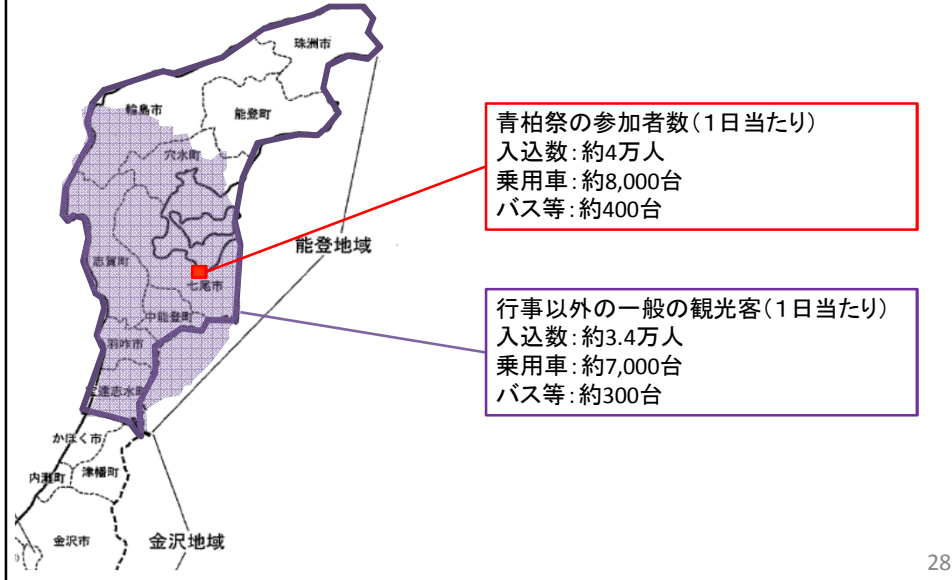 珠洲市
輪島市
能登町
穴水町
青柏祭の参加者数(1日当たり)
入込数:約4万人
乗用車:約8,000台
バス等:約400台
能登地域
志賀町
七尾市
中能登町
行事以外の一般の観光客(1日当たり)
入込数:約3.4万人
乗用車:約7,000台
バス等:約300台
羽咋市
宝達志水町
かほく市
内灘町
津幡町
金沢市
金沢地域
28